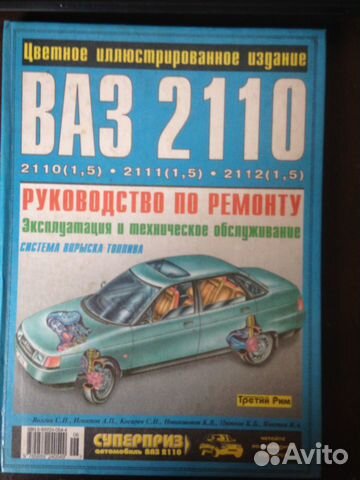 Цветное иллюстрированное издание
ВАЗ 2110
2110(1,5) • 2111(1,5) • 2112(1,5)
РУКОВОДСТВО ПО РЕМОНТУ
Эксплуатация и техническое обслуживание
СИСТЕМА ВПРЫСКА ТОПЛИВА
Третий Рим
Косарев С.Н.
СУПЕРПРИЗ
автомобиль ВАЗ 2110
Avito